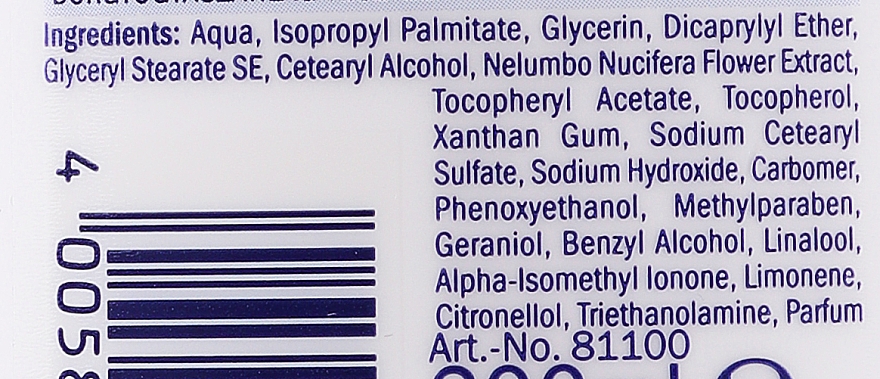 Ingredients: Aqua, Isopropyl Palmitate, Glycerin, Dicaprylyl Ether,
Glyceryl Stearate SE, Cetearyl Alcohol, Nelumbo Nucifera Flower Extract,
Tocopheryl Acetate, Tocopherol,
Xanthan Gum, Sodium Cetearyl
Sulfate, Sodium Hydroxide, Carbomer,
Phenoxyethanol, Methylparaben,
Geraniol, Benzyl Alcohol, Linalool,
Alpha-Isomethyl Ionone, Limonene,
Citronellol, Triethanolamine, Parfum
Art.-No. 81100
4 005